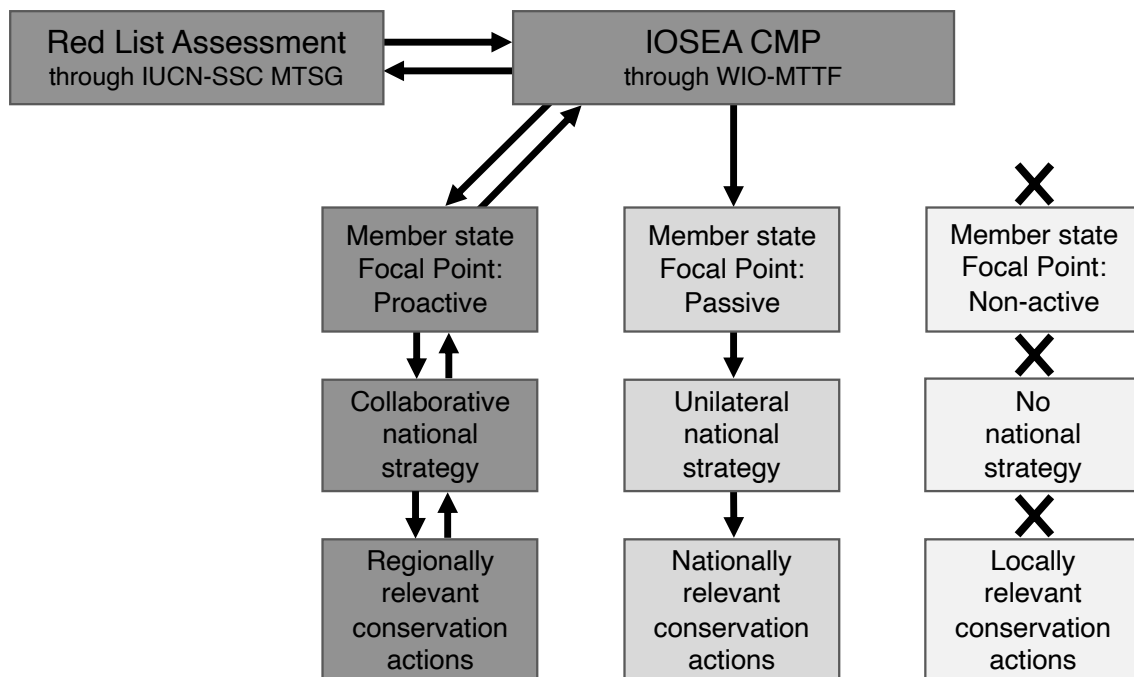 Red List Assessment
through IUCN-SSC MTSG
IOSEA CMP
through WIO-MTTF
Member state
Focal Point:
Proactive
Member state
Focal Point:
Passive
Member state
Focal Point:
Non-active
Collaborative
national
strategy
Unilateral
national
strategy
No
national
strategy
Regionally
relevant
conservation
actions
Nationally
relevant
conservation
actions
Locally
relevant
conservation
actions